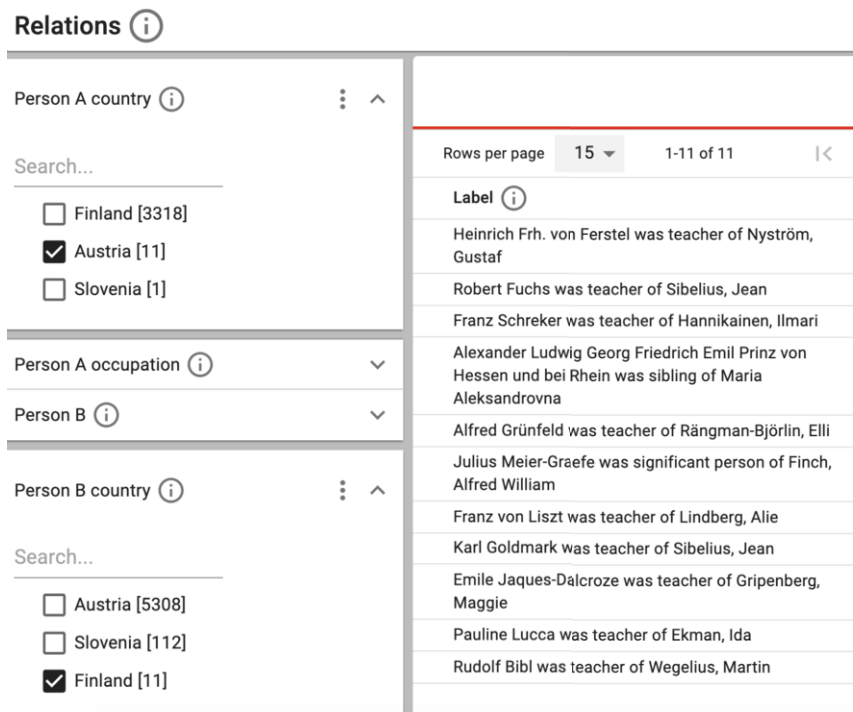 Relations
Person A country
Search...
Finland [3318]
Austria [11]
Slovenia [1]
Person A occupation
Person B
Person B country
Search...
Austria [5308]
Slovenia [112]
Finland [11]
Rows per page 15 1-11 of 11
Label
Heinrich Frh. von Ferstel was teacher of Nyström,
Gustaf
Robert Fuchs was teacher of Sibelius, Jean
Franz Schreker was teacher of Hannikainen, Ilmari
Alexander Ludwig Georg Friedrich Emil Prinz von
Hessen und bei Rhein was sibling of Maria
Aleksandrovna
Alfred Grünfeld was teacher of Rängman-Björlin, Elli
Julius Meier-Graefe was significant person of Finch,
Alfred William
Franz von Liszt was teacher of Lindberg, Alie
Karl Goldmark was teacher of Sibelius, Jean
Emile Jaques-Dalcroze was teacher of Gripenberg,
Maggie
Pauline Lucca was teacher of Ekman, Ida
Rudolf Bibl was teacher of Wegelius, Martin